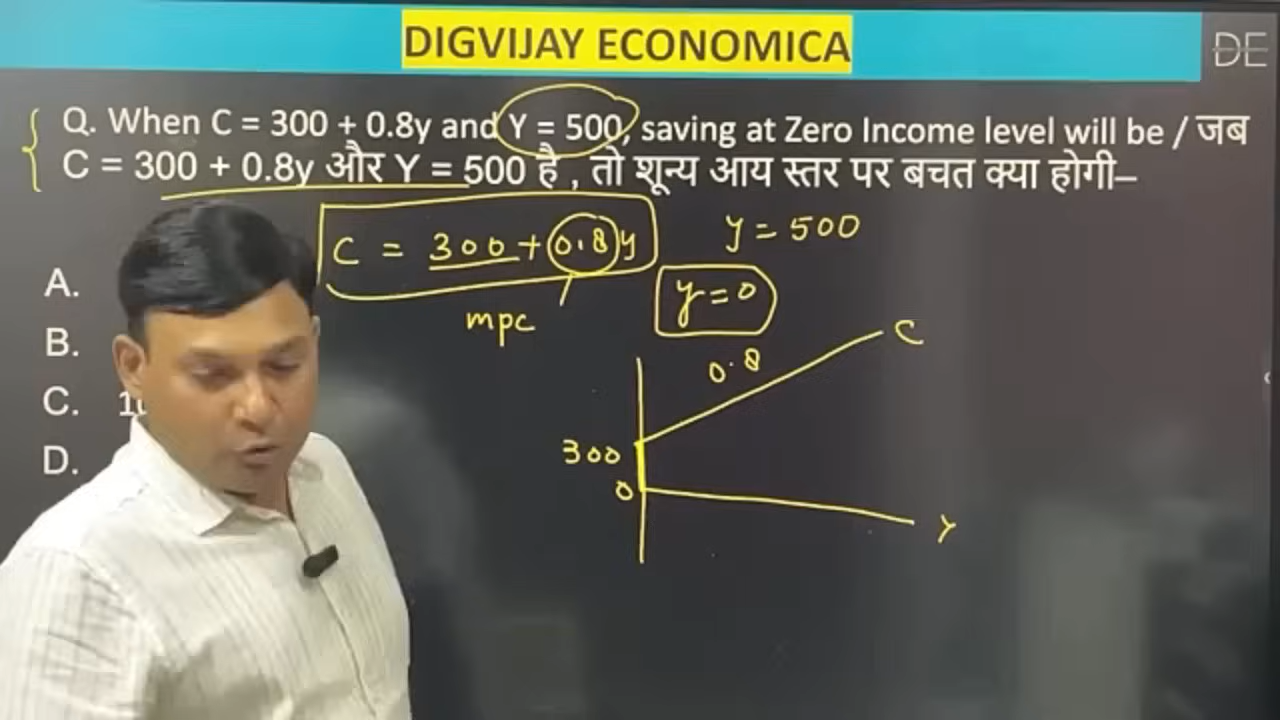 DIGVIJAY ECONOMICA
DE
Q. When C = 300 + 0.8y and Y = 500, saving at Zero Income level will be / जब
C = 300 + 0.8y और Y = 500 है , तो शून्य आय स्तर पर बचत क्या होगी–
C = 300 + 0.8 y
y = 500
y = 0
mpc
A.
B.
C.
D.
0.8
C
300
0
Y